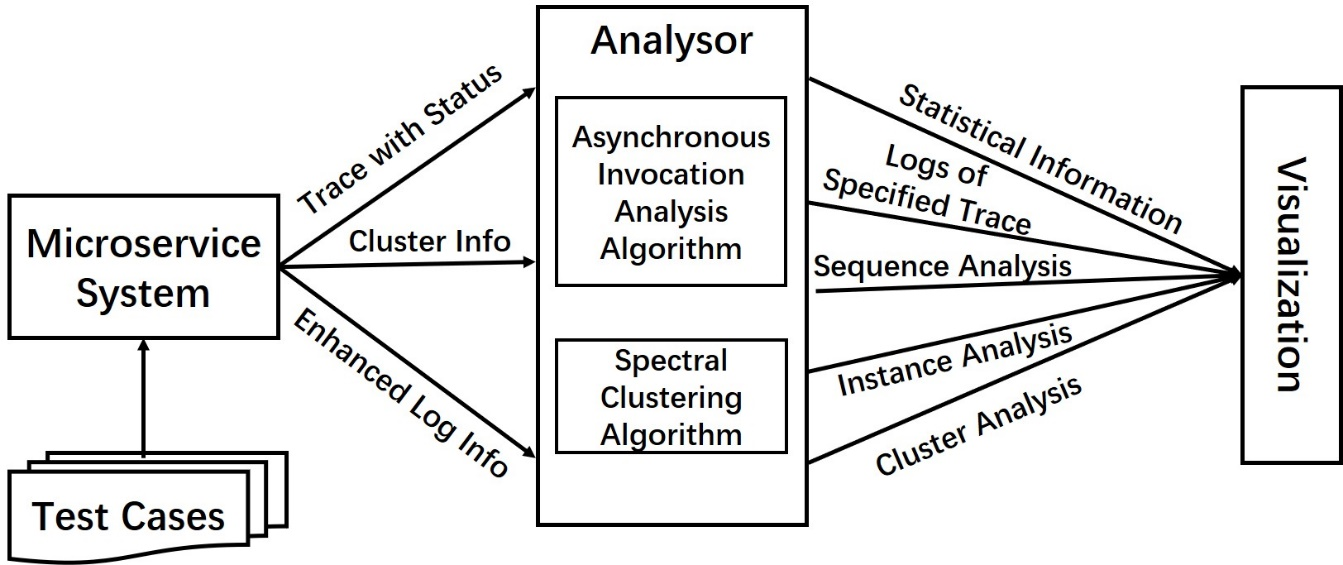 Analysor
Trace with Status
Asynchronous
Invocation
Analysis
Algorithm
Statistical Information
Logs of
Specified Trace
Microservice
System
Cluster Info
Sequence Analysis
Visualization
Enhanced Log Info
Spectral
Clustering
Algorithm
Instance Analysis
Cluster Analysis
Test Cases